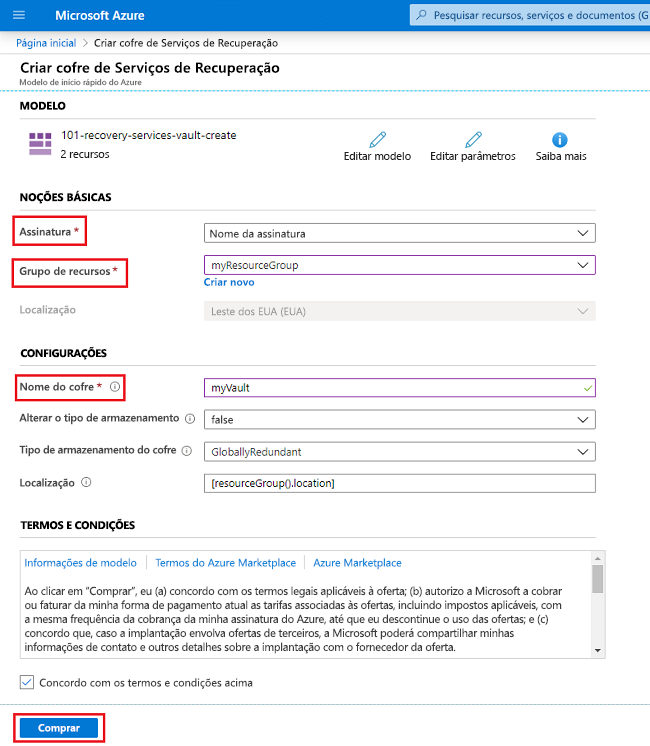 Microsoft Azure
Pesquisar recursos, serviços e documentos (G
Página inicial > Criar cofre de Serviços de Recuperação
Criar cofre de Serviços de Recuperação
Modelo de início rápido do Azure
MODELO
101-recovery-services-vault-create
2 recursos
Editar modelo
Editar parâmetros
Saiba mais
NOÇÕES BÁSICAS
Assinatura *
Nome da assinatura
Grupo de recursos *
myResourceGroup
Criar novo
Localização
Leste dos EUA (EUA)
CONFIGURAÇÕES
Nome do cofre *
myVault
Alterar o tipo de armazenamento
false
Tipo de armazenamento do cofre
GloballyRedundant
Localização
[resourceGroup().location]
TERMOS E CONDIÇÕES
Informações de modelo
Termos do Azure Marketplace
Azure Marketplace
Ao clicar em “Comprar”, eu (a) concordo com os termos legais aplicáveis à oferta; (b) autorizo a Microsoft a cobrar
ou faturar da minha forma de pagamento atual as tarifas associadas às ofertas, incluindo impostos aplicáveis, com
a mesma frequência da cobrança da minha assinatura do Azure, até que eu descontinue o uso das ofertas; e (c)
concordo que, caso a implantação envolva ofertas de terceiros, a Microsoft poderá compartilhar minhas
informações de contato e outros detalhes sobre a implantação com o fornecedor da oferta.
Concordo com os termos e condições acima
Comprar